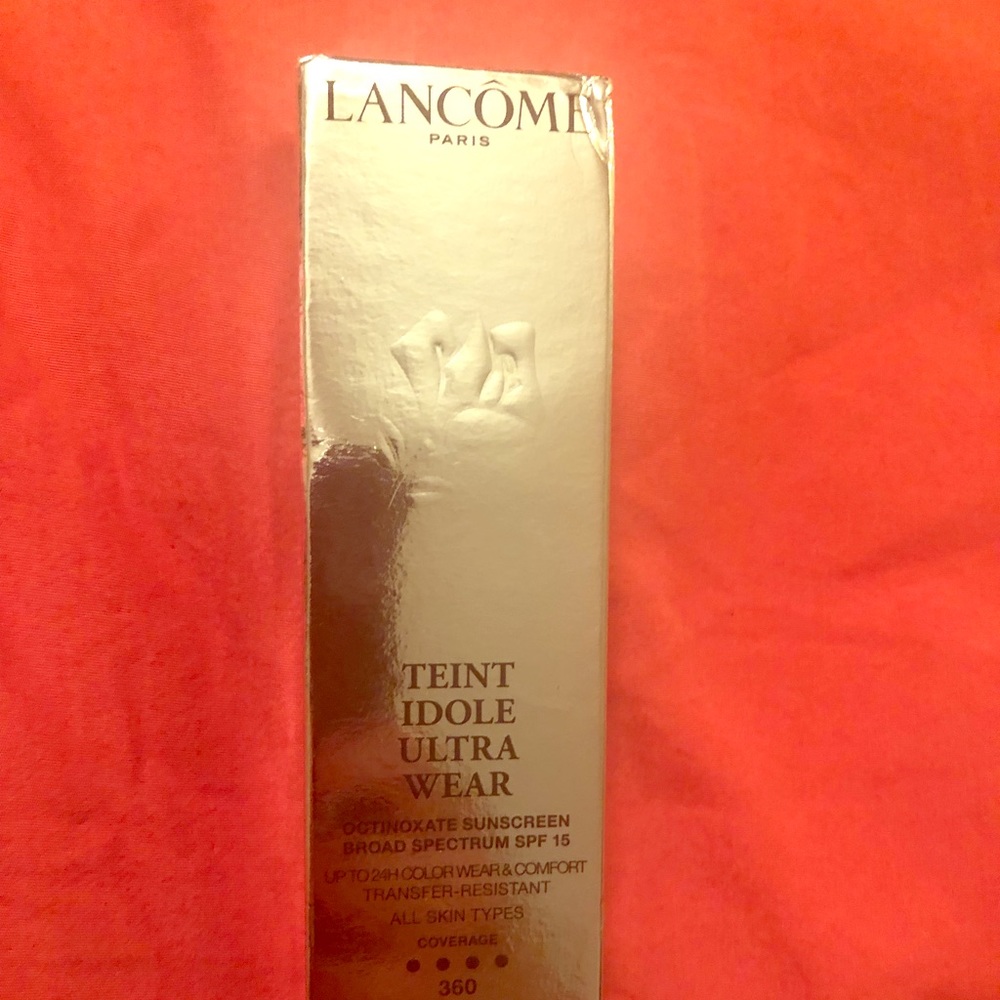 LANCÔME
PARIS
TEINT
IDOLE
ULTRA
WEAR
OCTINOXATE SUNSCREEN
BROAD SPECTRUM SPF 15
UP TO 24H COLOR WEAR & COMFORT
TRANSFER-RESISTANT
ALL SKIN TYPES
COVERAGE
360